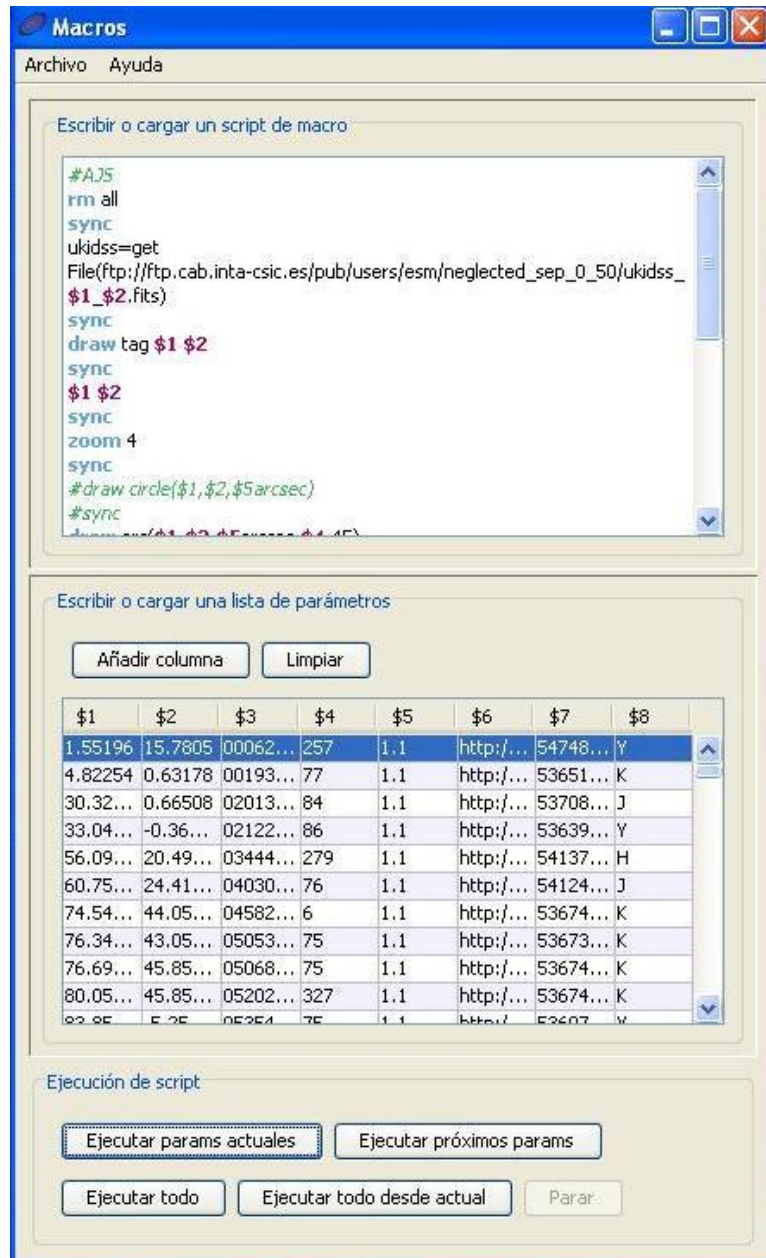 Macros
Archivo Ayuda
Escribir o cargar un script de macro
#AJS
rm all
sync
ukidss=get
File(ftp://ftp.cab.inta-csic.es/pub/users/esm/neglected_sep_0_50/ukidss_
$1_$2.fits)
sync
draw tag $1 $2
sync
$1 $2
sync
zoom 4
sync
#draw circle($1,$2,$5arcsec)
#sync
Escribir o cargar una lista de parámetros
Añadir columna Limpiar
$1 $2 $3 $4 $5 $6 $7 $8
1.55196 15.7805 00062... 257 1.1 http:/... 54748... Y
4.82254 0.63178 00193... 77 1.1 http:/... 53651... K
30.32... 0.66508 02013... 84 1.1 http:/... 53708... J
33.04... -0.36... 02122... 86 1.1 http:/... 53639... Y
56.09... 20.49... 03444... 279 1.1 http:/... 54137... H
60.75... 24.41... 04030... 76 1.1 http:/... 54124... J
74.54... 44.05... 04582... 6 1.1 http:/... 53674... K
76.34... 43.05... 05053... 75 1.1 http:/... 53673... K
76.69... 45.85... 05068... 75 1.1 http:/... 53674... K
80.05... 45.85... 05202... 327 1.1 http:/... 53674... K
Ejecución de script
Ejecutar params actuales Ejecutar próximos params
Ejecutar todo Ejecutar todo desde actual Parar